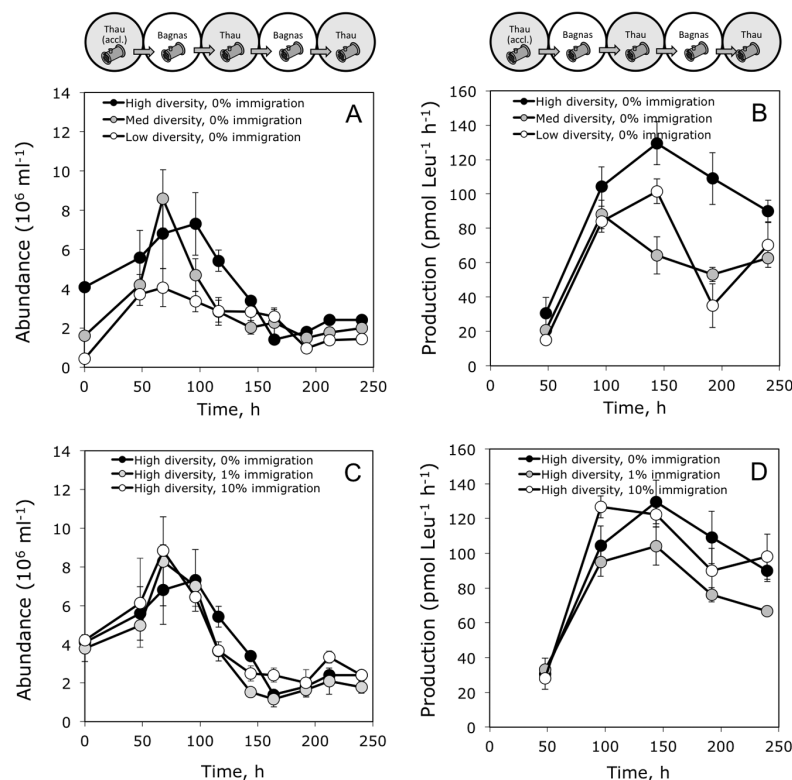 Thau
(accl.)
Bagnas
Thau
Bagnas
Thau
Thau
(accl.)
Bagnas
Thau
Bagnas
Thau
A
High diversity, 0% immigration
Med diversity, 0% immigration
Low diversity, 0% immigration
Abundance (10⁶ ml⁻¹)
14
12
10
8
6
4
2
0
0 50 100 150 200 250
Time, h
B
High diversity, 0% immigration
Med diversity, 0% immigration
Low diversity, 0% immigration
Production (pmol Leu⁻¹ h⁻¹)
160
140
120
100
80
60
40
20
0
0 50 100 150 200 250
Time, h
C
High diversity, 0% immigration
High diversity, 1% immigration
High diversity, 10% immigration
Abundance (10⁶ ml⁻¹)
14
12
10
8
6
4
2
0
0 50 100 150 200 250
Time, h
D
High diversity, 0% immigration
High diversity, 1% immigration
High diversity, 10% immigration
Production (pmol Leu⁻¹ h⁻¹)
160
140
120
100
80
60
40
20
0
0 50 100 150 200 250
Time, h